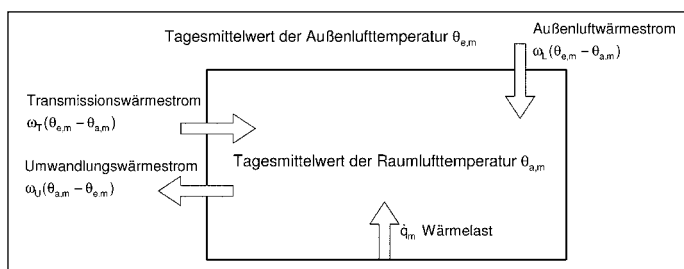 Tagesmittelwert der Außenlufttemperatur θe,m
Außenluftwärmestrom
ωL(θe,m − θa,m)
Transmissionswärmestrom
ωT(θe,m − θa,m)
Tagesmittelwert der Raumlufttemperatur θa,m
Umwandlungswärmestrom
ωU(θa,m − θe,m)
q̇m Wärmelast